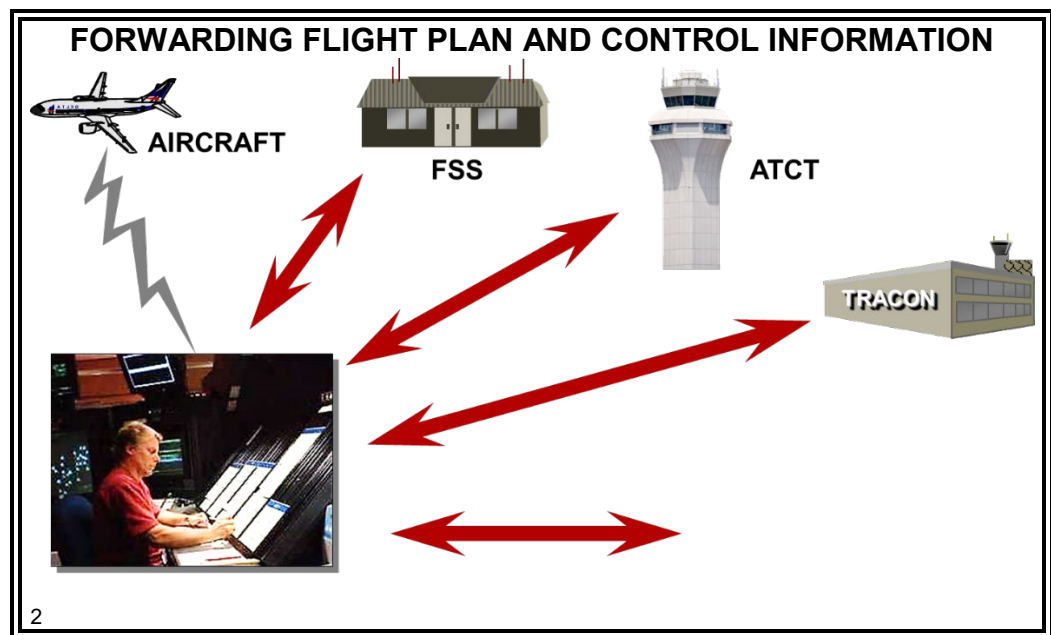 FORWARDING FLIGHT PLAN AND CONTROL INFORMATION
AIRCRAFT
FSS
ATCT
TRACON
2